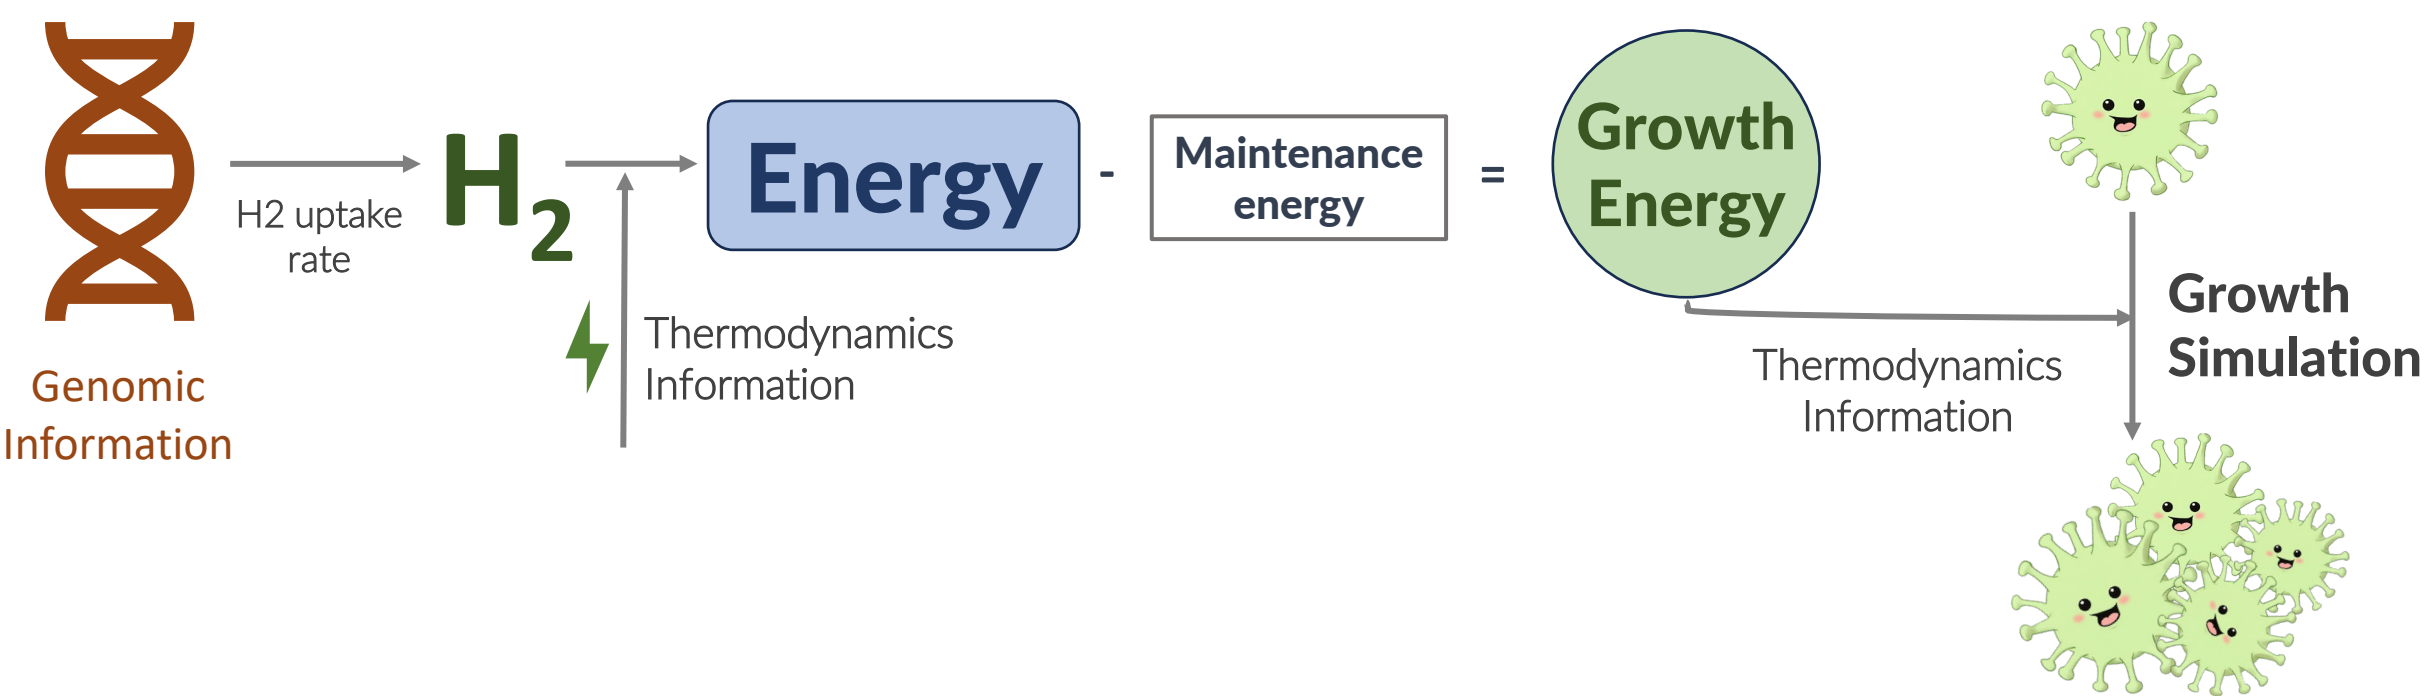 Genomic
Information
H2 uptake
rate
H₂
Thermodynamics
Information
Energy
-
Maintenance
energy
=
Growth
Energy
Thermodynamics
Information
Growth
Simulation